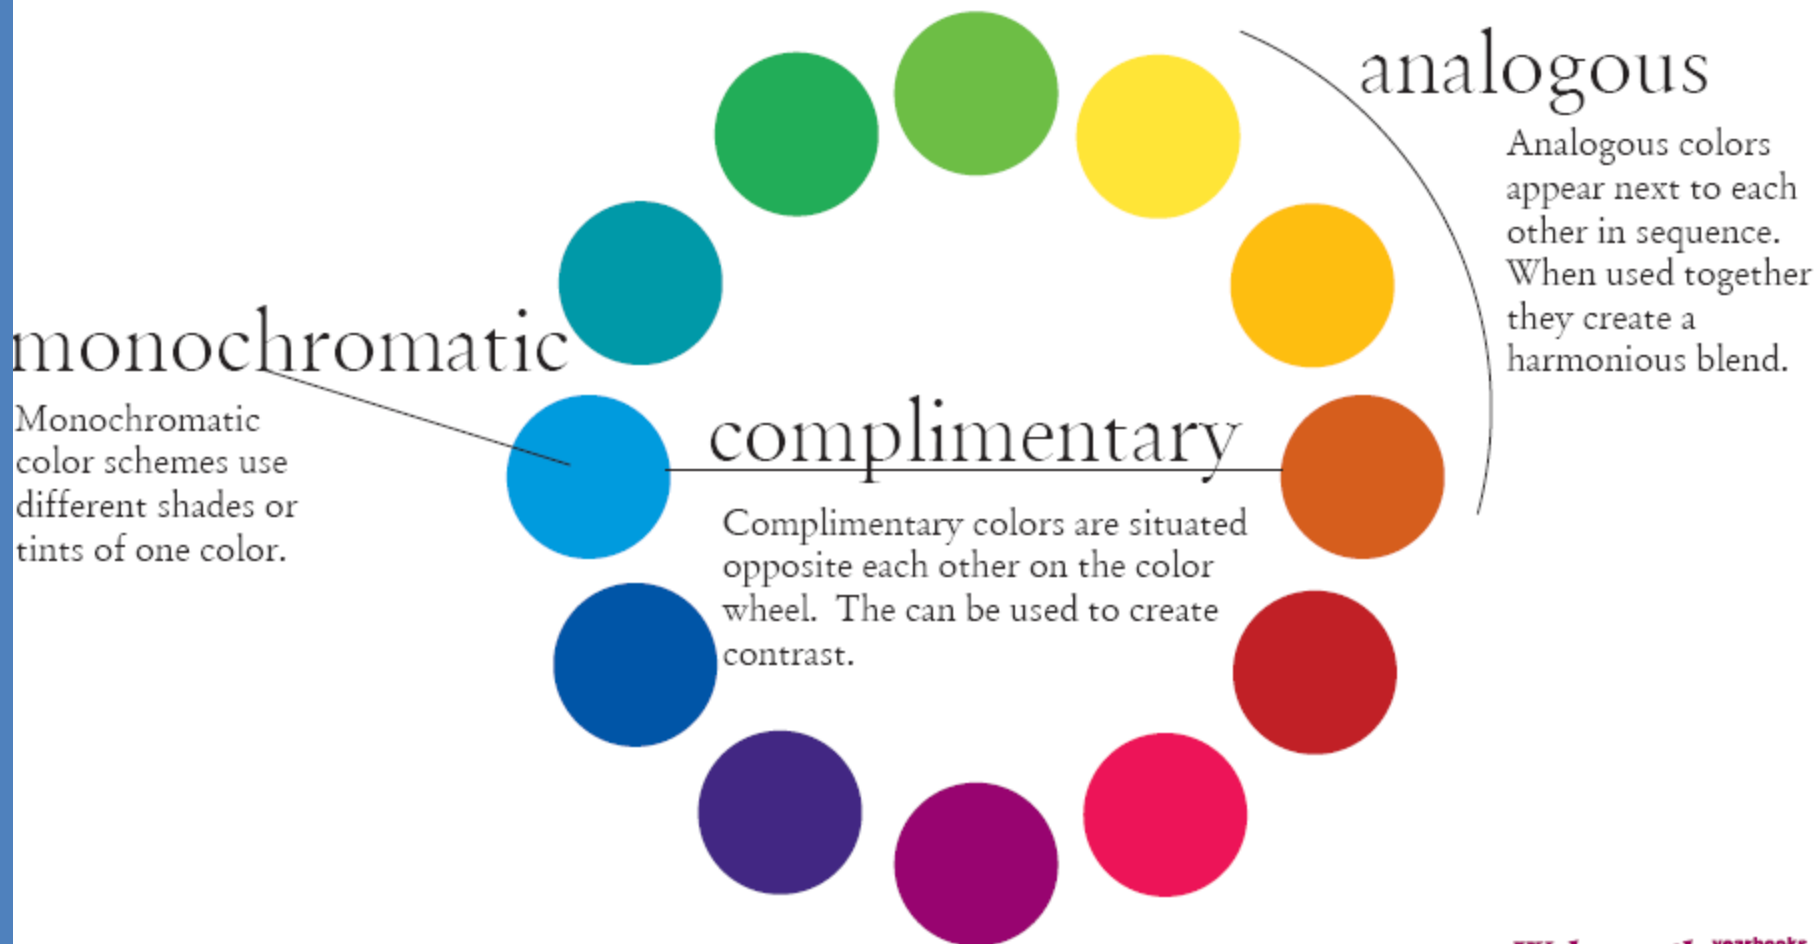 analogous
Analogous colors
appear next to each
other in sequence.
When used together
they create a
harmonious blend.
monochromatic
Monochromatic
color schemes use
different shades or
tints of one color.
complimentary
Complimentary colors are situated
opposite each other on the color
wheel.  The can be used to create
contrast.
yearbooks